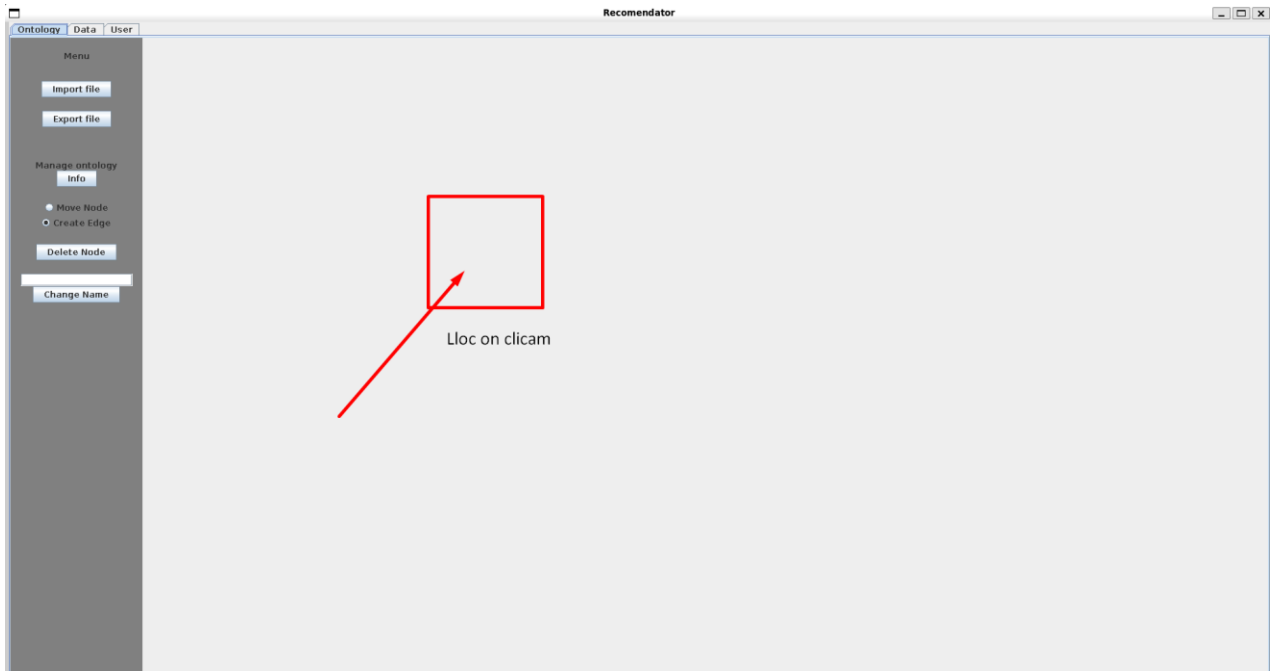 Recomendator
Ontology Data User
Menu
Import file
Export file
Manage ontology
Info
Move Node
Create Edge
Delete Node
Change Name
Lloc on clicam